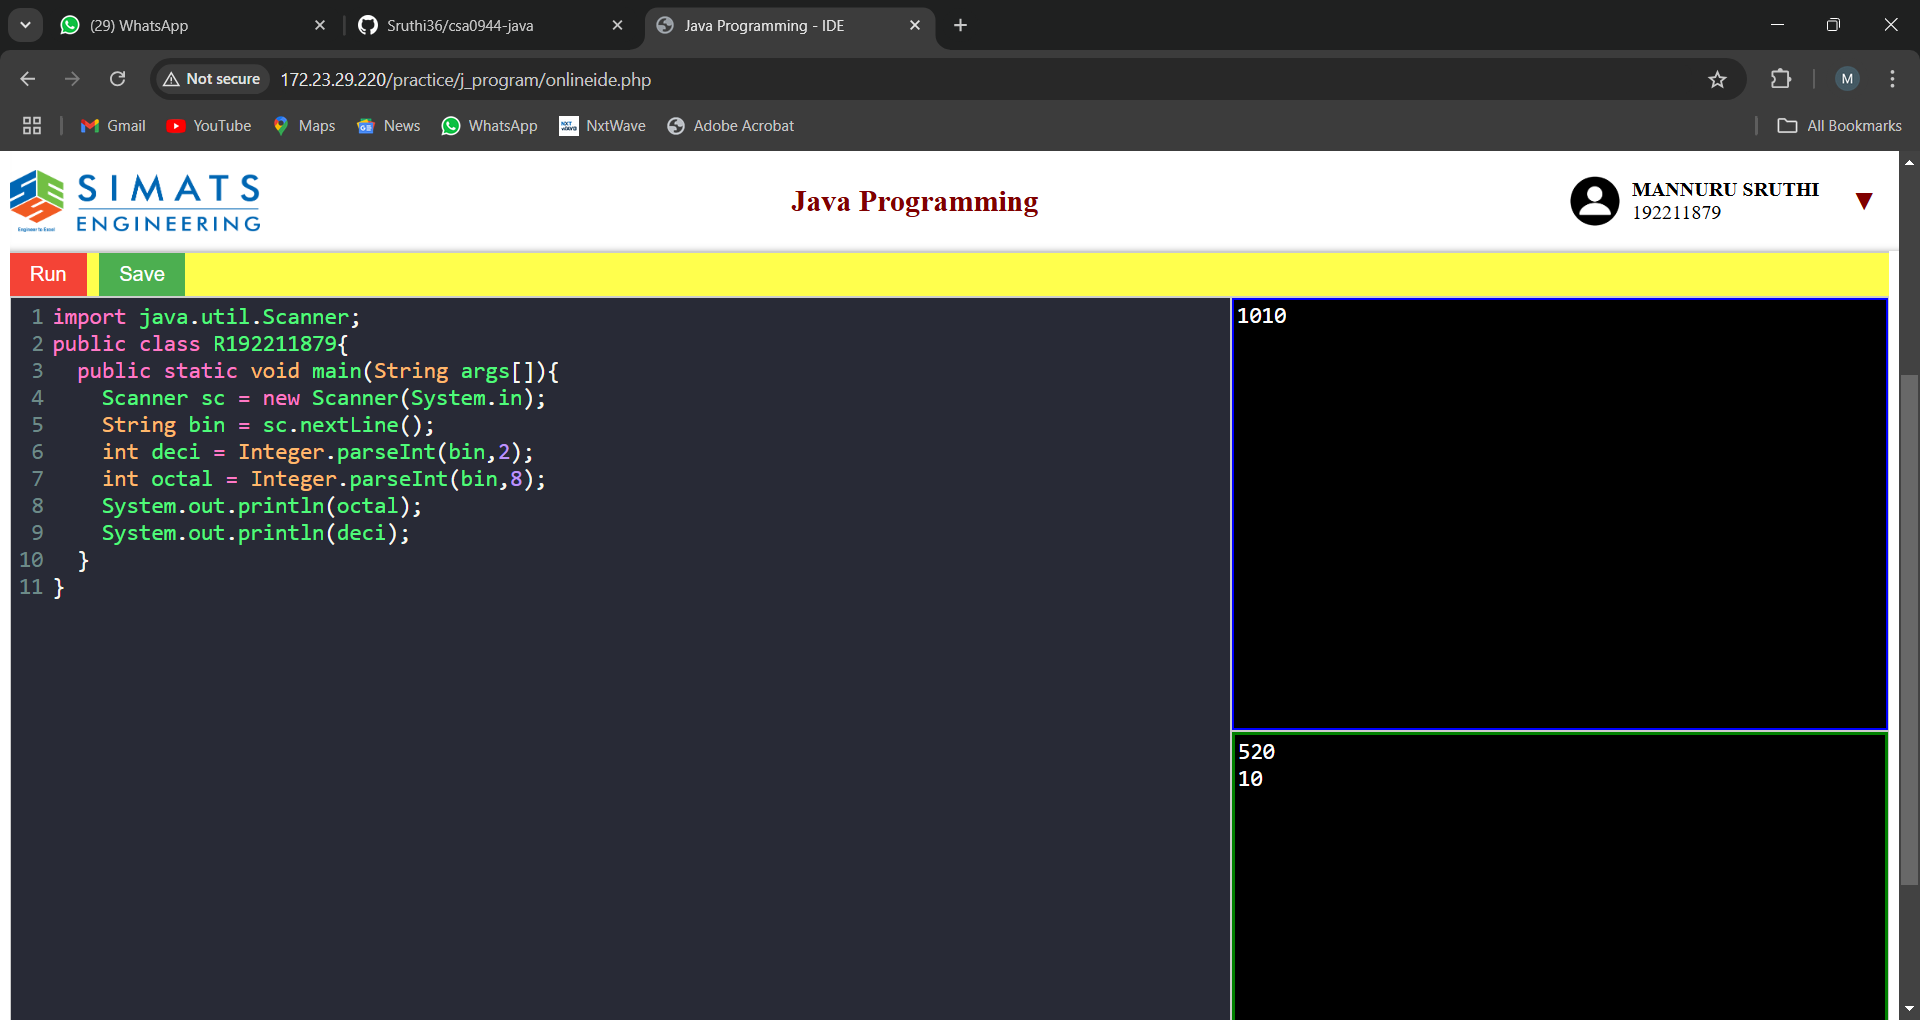 (29) WhatsApp
Sruthi36/csa0944-java
Java Programming - IDE
Not secure
172.23.29.220/practice/j_program/onlineide.php
M
Gmail
YouTube
Maps
News
WhatsApp
NxtWave
Adobe Acrobat
All Bookmarks
SIMATS
ENGINEERING
Engineer to Excel
Java Programming
MANNURU SRUTHI
192211879
Run
Save
1 import java.util.Scanner;
2 public class R192211879{
3   public static void main(String args[]){
4     Scanner sc = new Scanner(System.in);
5     String bin = sc.nextLine();
6     int deci = Integer.parseInt(bin,2);
7     int octal = Integer.parseInt(bin,8);
8     System.out.println(octal);
9     System.out.println(deci);
10   }
11 }
1010
520
10